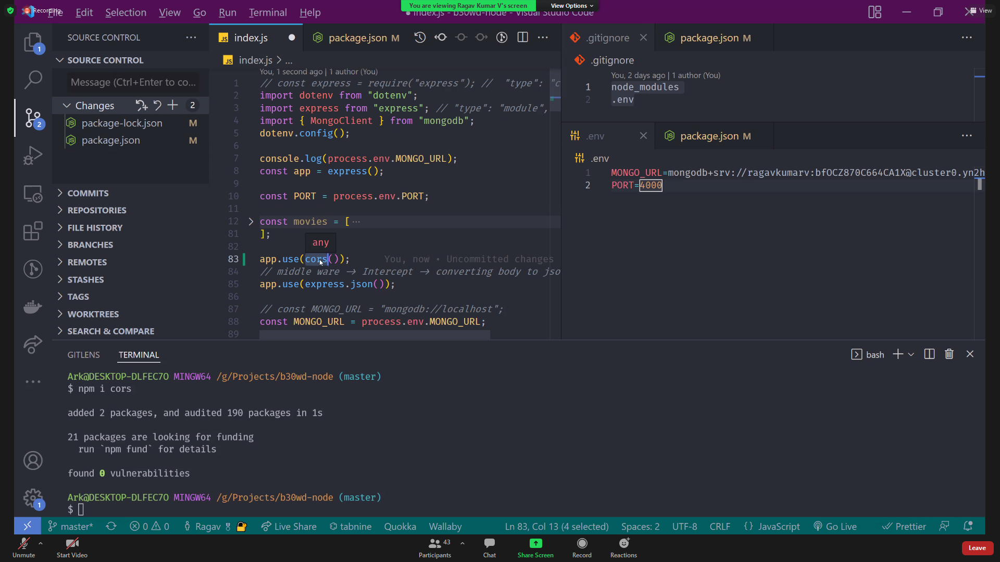 You are viewing Ragav Kumar V's screen
View Options
Recording
File Edit Selection View Go Run Terminal Help
index.js - b30wd-node - Visual Studio Code
View
SOURCE CONTROL
SOURCE CONTROL
Message (Ctrl+Enter to co...
Changes 2
package-lock.json M
package.json M
COMMITS
REPOSITORIES
FILE HISTORY
BRANCHES
REMOTES
STASHES
TAGS
WORKTREES
SEARCH & COMPARE
1
2
1
index.js
package.json M
index.js > ...
You, 1 second ago | 1 author (You)
1 // const express = require("express"); // "type": "c
2 import dotenv from "dotenv";
3 import express from "express"; // "type": "module",
4 import { MongoClient } from "mongodb";
5 dotenv.config();
6
7 console.log(process.env.MONGO_URL);
8 const app = express();
9
10 const PORT = process.env.PORT;
11
12 const movies = [ ...
81 ];
82
any
83 app.use(cors()); You, now • Uncommitted changes
84 // middle ware → Intercept → converting body to jso
85 app.use(express.json());
86
87 // const MONGO_URL = "mongodb://localhost";
88 const MONGO_URL = process.env.MONGO_URL;
89
.gitignore
package.json M
.gitignore
You, 2 days ago | 1 author (You)
1 node_modules
2 .env
.env
package.json M
.env
1 MONGO_URL=mongodb+srv://ragavkumarv:bfOCZ870C664CA1X@cluster0.yn2h
2 PORT=4000
GITLENS TERMINAL
bash
Ark@DESKTOP-DLFEC7O MINGW64 /g/Projects/b30wd-node (master)
$ npm i cors
added 2 packages, and audited 190 packages in 1s
21 packages are looking for funding
run `npm fund` for details
found 0 vulnerabilities
Ark@DESKTOP-DLFEC7O MINGW64 /g/Projects/b30wd-node (master)
$
master* 0 0 Ragav Live Share tabnine Quokka Wallaby Ln 83, Col 13 (4 selected) Spaces: 2 UTF-8 CRLF {} JavaScript Go Live Prettier
Unmute
Start Video
Participants 43
Chat
Share Screen
Record
Reactions
Leave